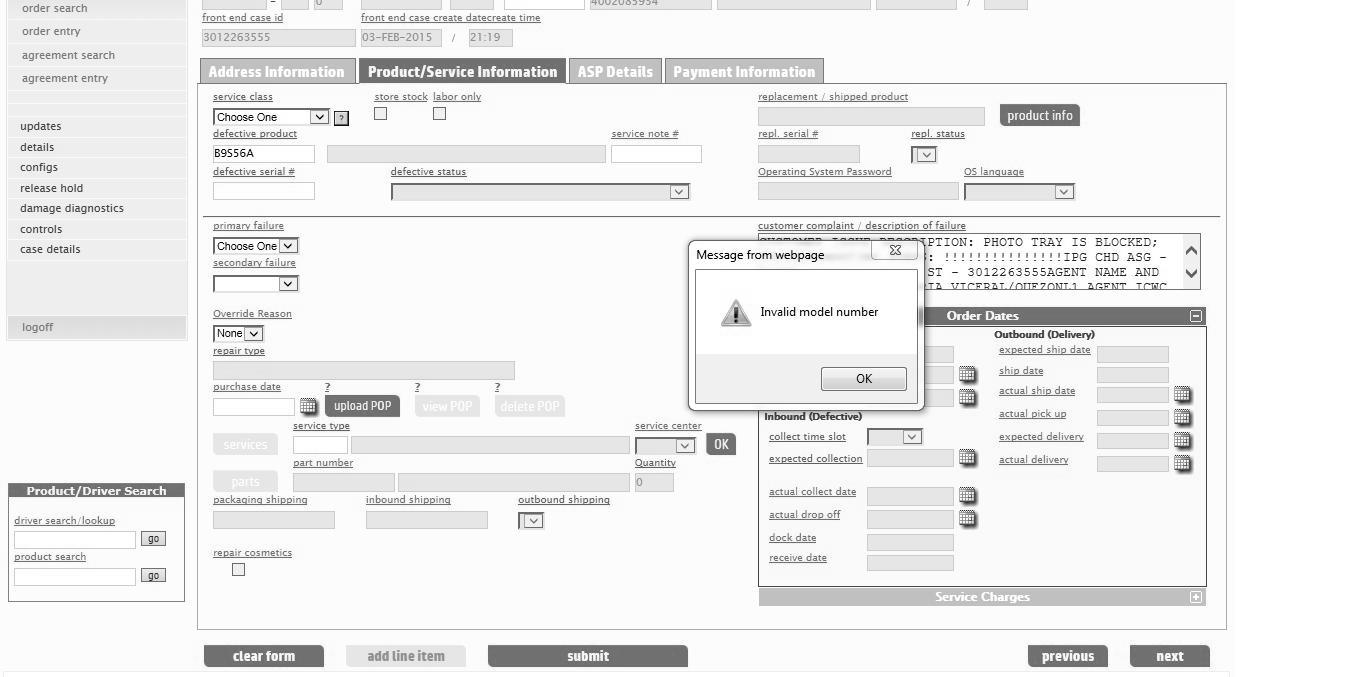 order search
order entry
agreement search
agreement entry
updates
details
configs
release hold
damage diagnostics
controls
case details
logoff
Product/Driver Search
driver search/lookup
go
product search
go
- 0 4002085934 /
front end case id front end case create datecreate time
3012263555 03-FEB-2015 / 21:19
Address Information Product/Service Information ASP Details Payment Information
service class store stock labor only
Choose One ?
defective product service note #
B9S56A
defective serial # defective status
replacement / shipped product
product info
repl. serial # repl. status
Operating System Password OS language
primary failure
Choose One
secondary failure
Override Reason
None
repair type
purchase date ? ? ?
upload POP view POP delete POP
service type service center
services OK
part number Quantity
parts 0
packaging shipping inbound shipping outbound shipping
repair cosmetics
customer complaint / description of failure
PTION: PHOTO TRAY IS BLOCKED;
: !!!!!!!!!!!!!!!IPG CHD ASG -
ST - 3012263555AGENT NAME AND
VICERAL/QUEZONL1 AGENT ICWC
Message from webpage
Invalid model number
OK
Order Dates
Outbound (Delivery)
expected ship date
ship date
actual ship date
actual pick up
expected delivery
actual delivery
Inbound (Defective)
collect time slot
expected collection
actual collect date
actual drop off
dock date
receive date
Service Charges
clear form add line item submit previous next